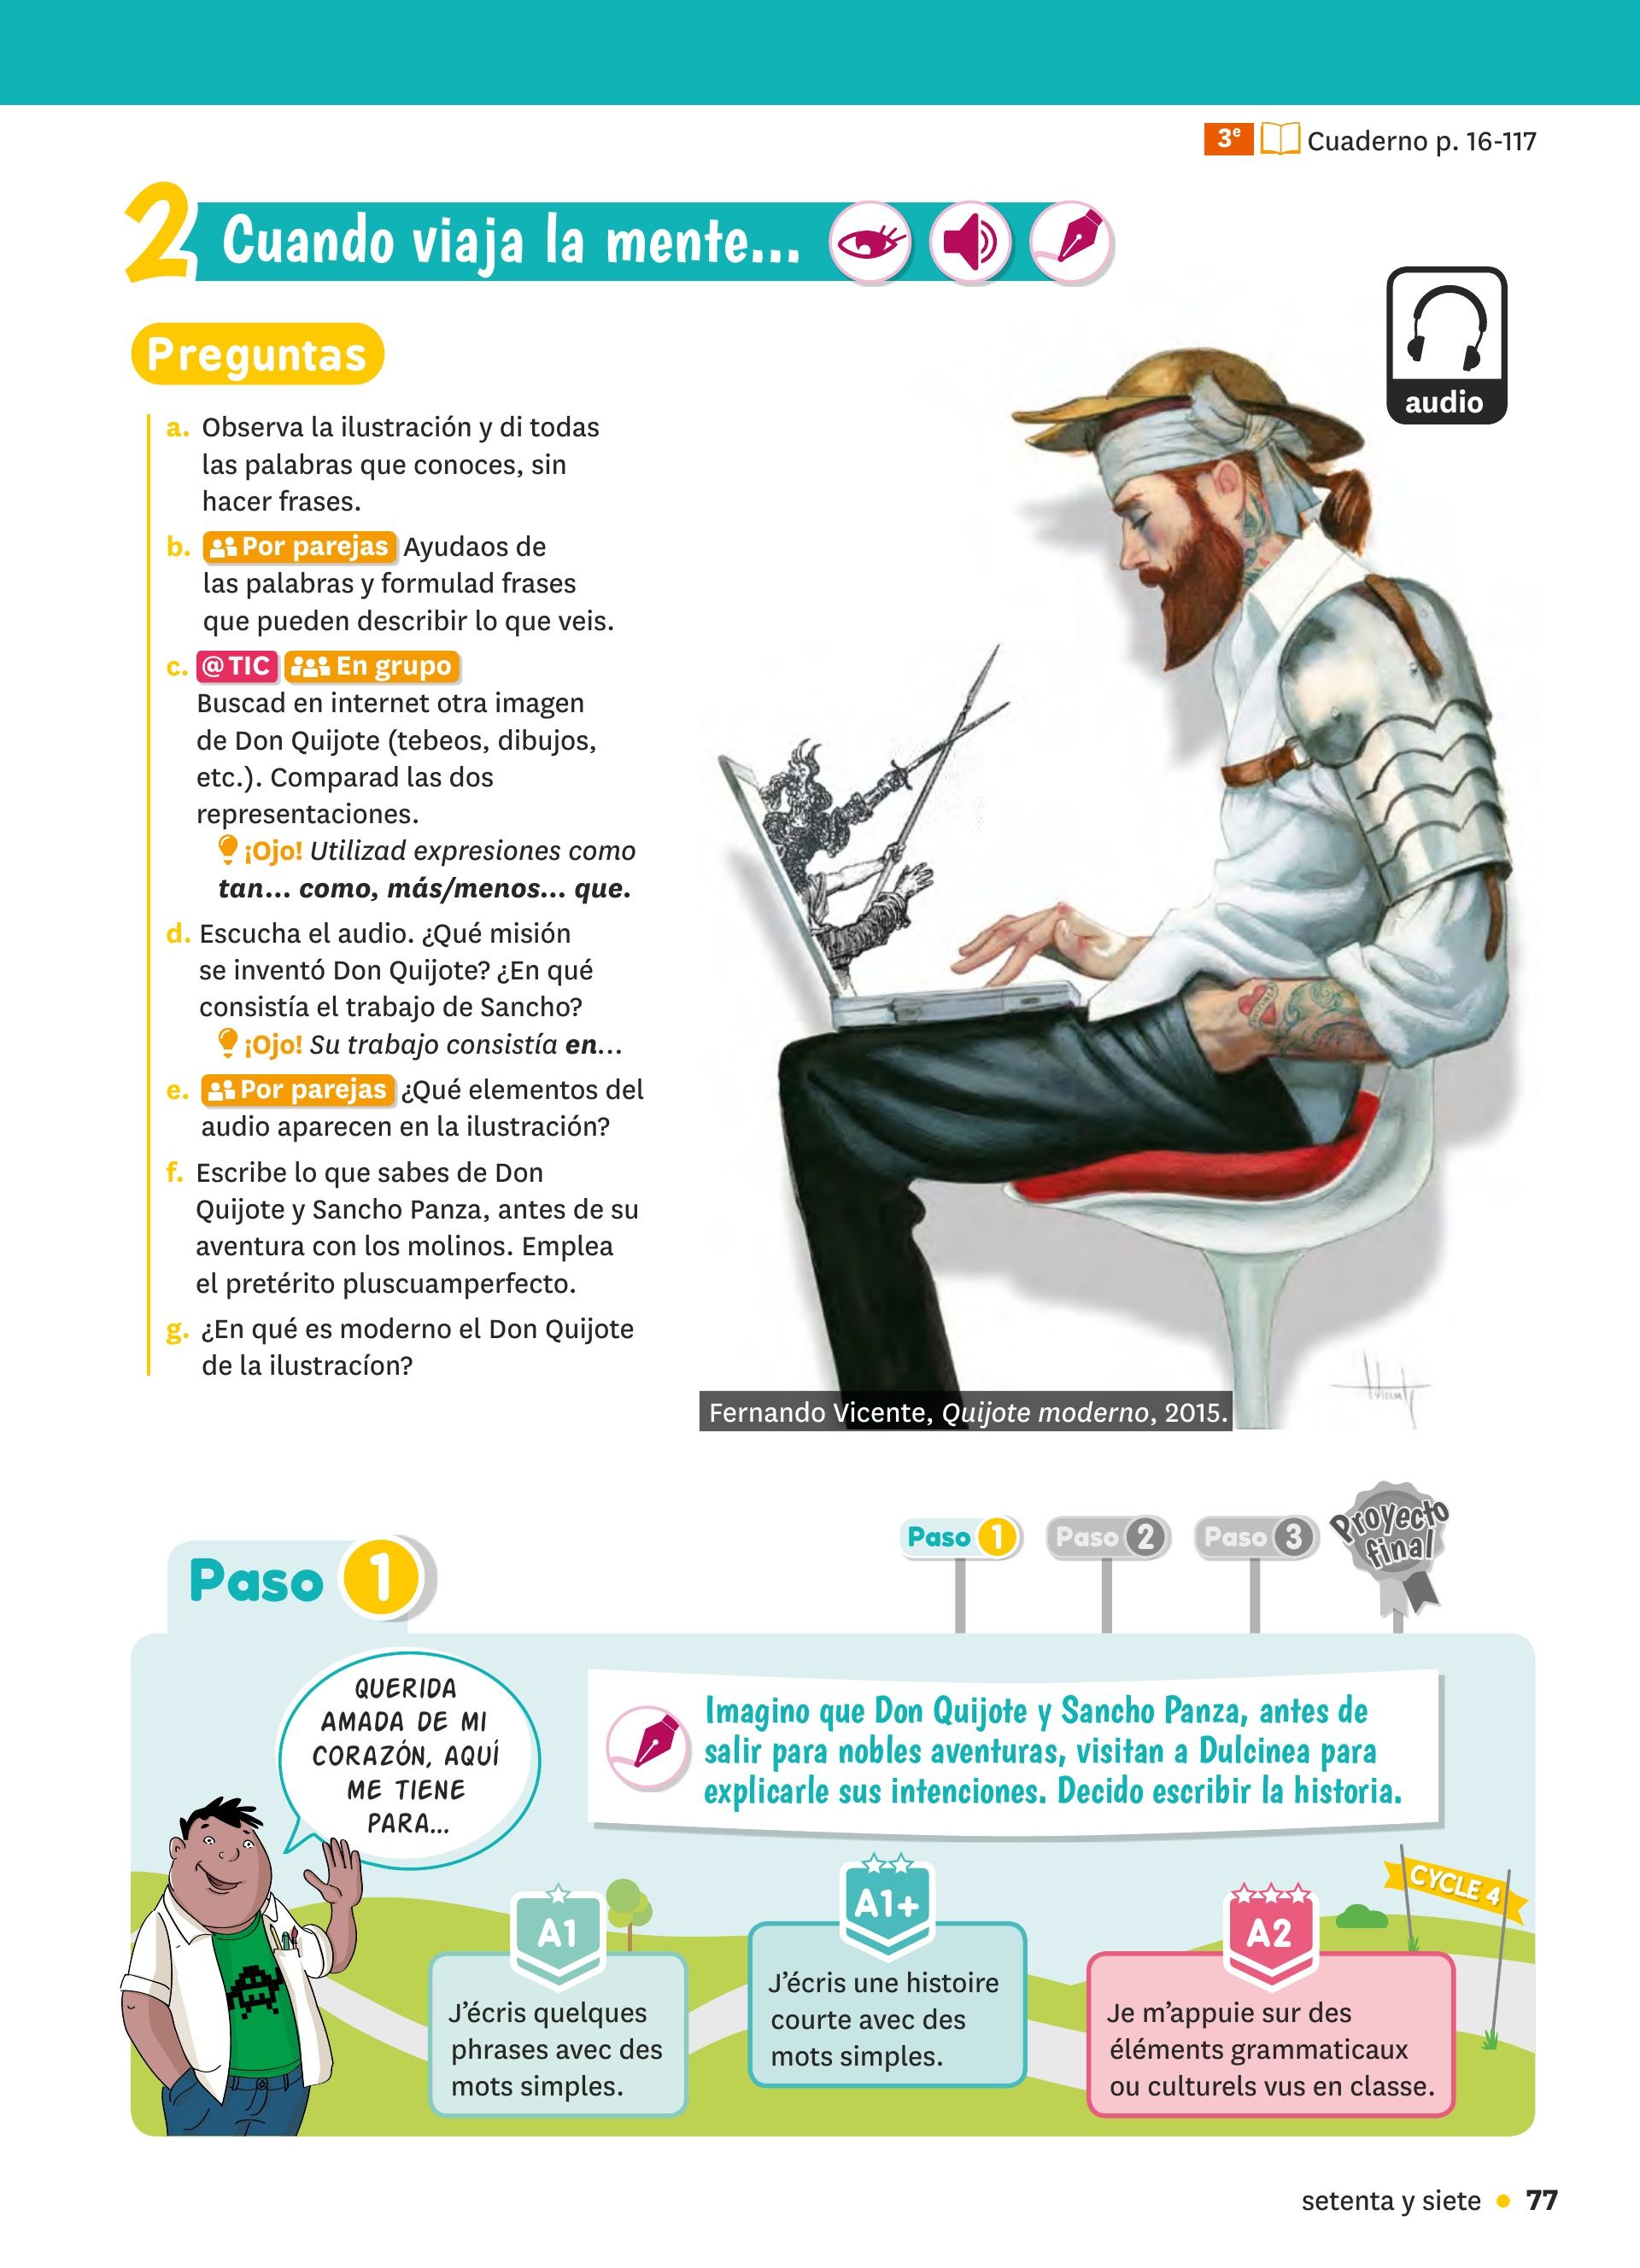 3e Cuaderno p. 16-117
2 Cuando viaja la mente...
Preguntas
audio
a. Observa la ilustración y di todas
las palabras que conoces, sin
hacer frases.
b. Por parejas Ayudaos de
las palabras y formulad frases
que pueden describir lo que veis.
c. @TIC En grupo
Buscad en internet otra imagen
de Don Quijote (tebeos, dibujos,
etc.). Comparad las dos
representaciones.
¡Ojo! Utilizad expresiones como
tan... como, más/menos... que.
d. Escucha el audio. ¿Qué misión
se inventó Don Quijote? ¿En qué
consistía el trabajo de Sancho?
¡Ojo! Su trabajo consistía en...
e. Por parejas ¿Qué elementos del
audio aparecen en la ilustración?
f. Escribe lo que sabes de Don
Quijote y Sancho Panza, antes de su
aventura con los molinos. Emplea
el pretérito pluscuamperfecto.
g. ¿En qué es moderno el Don Quijote
de la ilustracíon?
Fernando Vicente, Quijote moderno, 2015.
Paso 1
Paso 2
Paso 3
Proyecto
final
Paso 1
QUERIDA
AMADA DE MI
CORAZÓN, AQUÍ
ME TIENE
PARA...
Imagino que Don Quijote y Sancho Panza, antes de
salir para nobles aventuras, visitan a Dulcinea para
explicarle sus intenciones. Decido escribir la historia.
CYCLE 4
A1
J'écris quelques
phrases avec des
mots simples.
A1+
J'écris une histoire
courte avec des
mots simples.
A2
Je m'appuie sur des
éléments grammaticaux
ou culturels vus en classe.
setenta y siete • 77